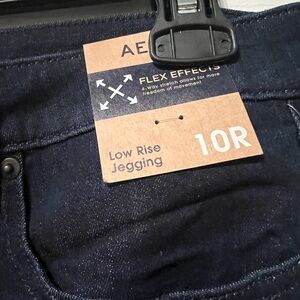 AE
FLEX EFFECTS
4-Way stretch allows for more
freedom of movement
Low Rise
Jegging
10R